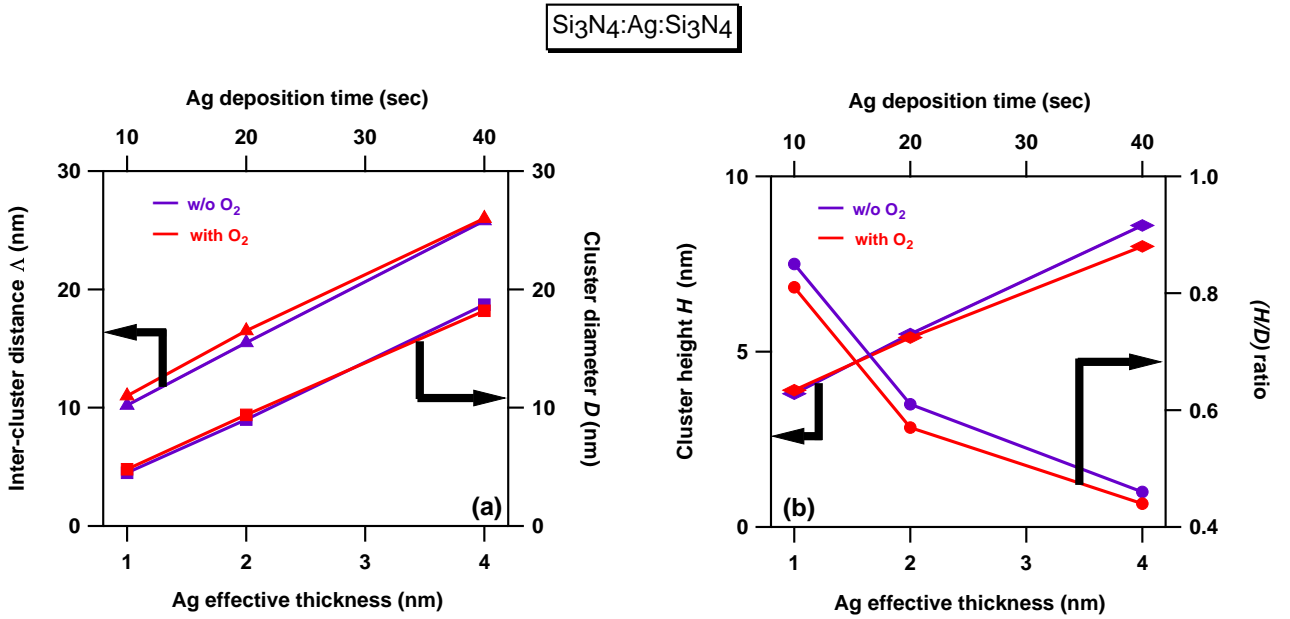 Si3N4:Ag:Si3N4
Ag deposition time (sec)
10 20 30 40
30 30
20 20
10 10
0 0
Inter-cluster distance Λ (nm)
w/o O2
with O2
Cluster diameter D (nm)
(a)
1 2 3 4
Ag effective thickness (nm)
Ag deposition time (sec)
10 20 30 40
10 1.0
0.8
5
0.6
0 0.4
Cluster height H (nm)
w/o O2
with O2
(H/D) ratio
(b)
1 2 3 4
Ag effective thickness (nm)